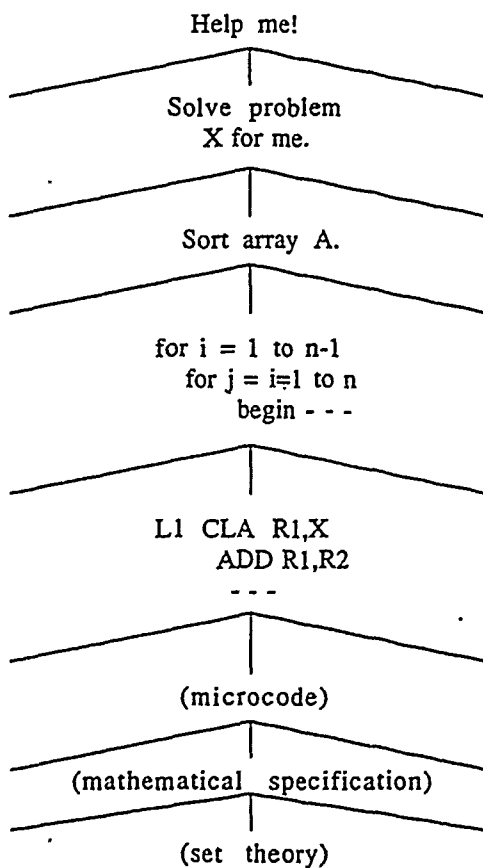 Help me!
Solve problem
X for me.
Sort array A.
for i = 1 to n-1
for j = i=1 to n
begin - - -
L1 CLA R1,X
ADD R1,R2
- - -
(microcode)
(mathematical specification)
(set theory)